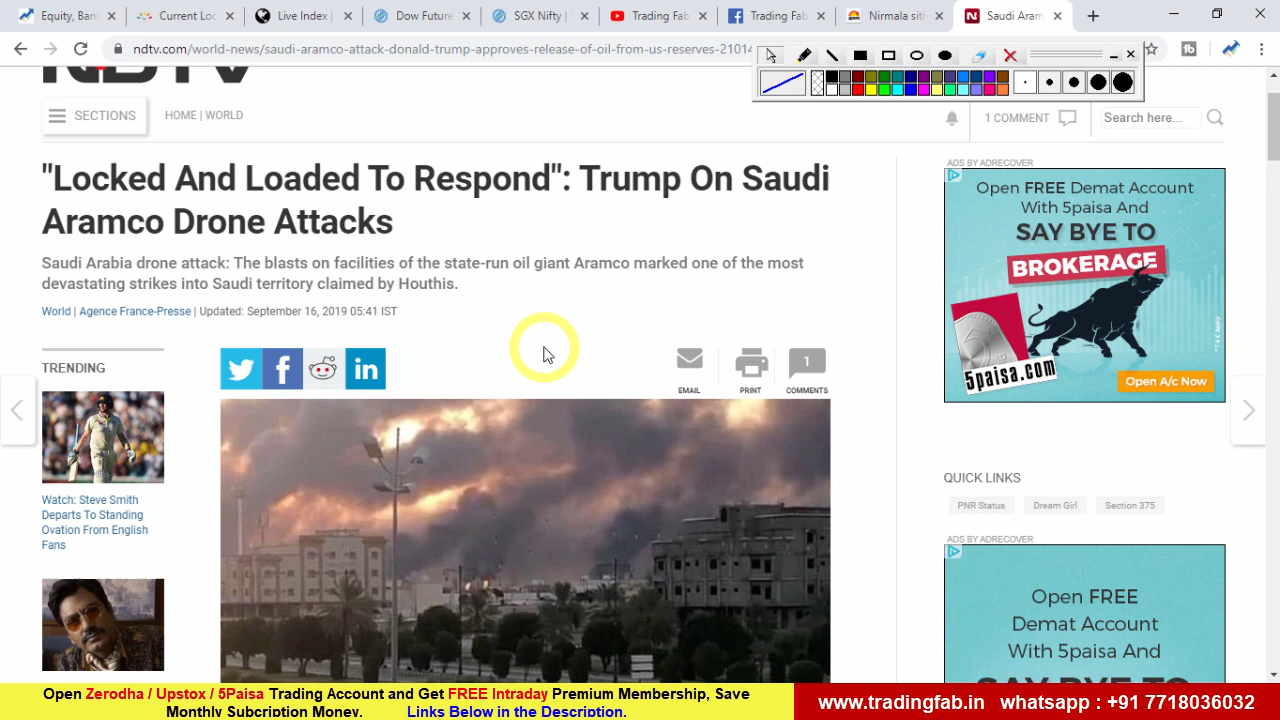 Equity, Bank
Current Loc
Live Index |
Dow Future
SGX Nifty |
Trading Fab
Trading Fab
Nirmala sith
Saudi Aram
ndtv.com/world-news/saudi-aramco-attack-donald-trump-approves-release-of-oil-from-us-reserves-21014
NDTV
SECTIONS
HOME | WORLD
1 COMMENT
Search here...
"Locked And Loaded To Respond": Trump On Saudi
Aramco Drone Attacks
Saudi Arabia drone attack: The blasts on facilities of the state-run oil giant Aramco marked one of the most
devastating strikes into Saudi territory claimed by Houthis.
World | Agence France-Presse | Updated: September 16, 2019 05:41 IST
TRENDING
1
EMAIL
PRINT
COMMENTS
Watch: Steve Smith
Departs To Standing
Ovation From English
Fans
ADS BY ADRECOVER
Open FREE Demat Account
With 5paisa And
SAY BYE TO
BROKERAGE
5paisa.com
*T&C Apply
Open A/c Now
QUICK LINKS
PNR Status
Dream Girl
Section 375
ADS BY ADRECOVER
Open FREE
Demat Account
With 5paisa And
SAY BYE TO
Open Zerodha / Upstox / 5Paisa Trading Account and Get FREE Intraday Premium Membership, Save
Monthly Subcription Money. Links Below in the Description.
www.tradingfab.in whatsapp : +91 7718036032